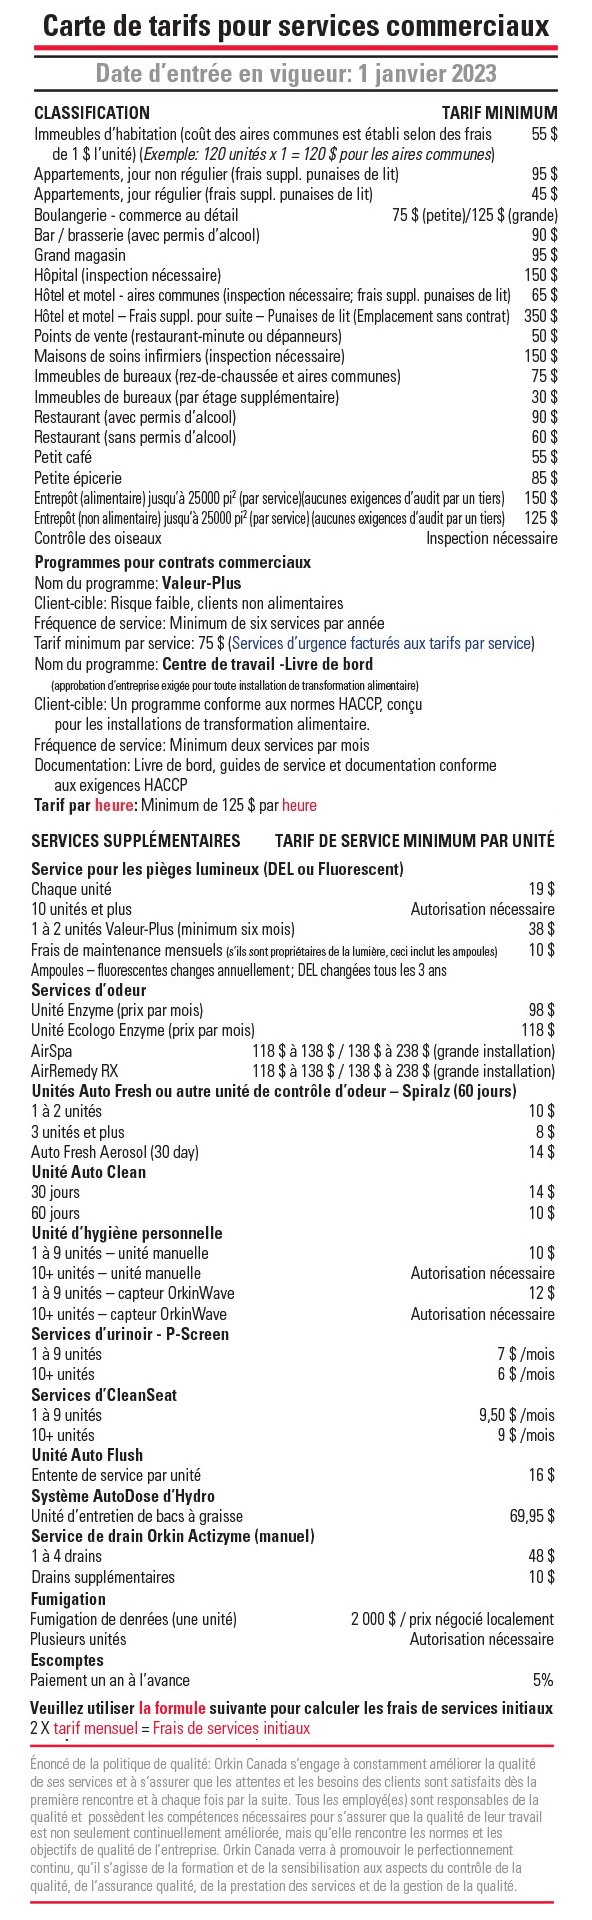 Carte de tarifs pour services commerciaux
Date d'entrée en vigueur: 1 janvier 2023
CLASSIFICATION TARIF MINIMUM
Immeubles d'habitation (coût des aires communes est établi selon des frais 55 $
de 1 $ l'unité) (Exemple: 120 unités x 1 = 120 $ pour les aires communes)
Appartements, jour non régulier (frais suppl. punaises de lit) 95 $
Appartements, jour régulier (frais suppl. punaises de lit) 45 $
Boulangerie - commerce au détail 75 $ (petite)/125 $ (grande)
Bar / brasserie (avec permis d'alcool) 90 $
Grand magasin 95 $
Hôpital (inspection nécessaire) 150 $
Hôtel et motel - aires communes (inspection nécessaire; frais suppl. punaises de lit) 65 $
Hôtel et motel – Frais suppl. pour suite – Punaises de lit (Emplacement sans contrat) 350 $
Points de vente (restaurant-minute ou dépanneurs) 50 $
Maisons de soins infirmiers (inspection nécessaire) 150 $
Immeubles de bureaux (rez-de-chaussée et aires communes) 75 $
Immeubles de bureaux (par étage supplémentaire) 30 $
Restaurant (avec permis d'alcool) 90 $
Restaurant (sans permis d'alcool) 60 $
Petit café 55 $
Petite épicerie 85 $
Entrepôt (alimentaire) jusqu'à 25000 pi² (par service)(aucunes exigences d'audit par un tiers) 150 $
Entrepôt (non alimentaire) jusqu'à 25000 pi² (par service) (aucunes exigences d'audit par un tiers) 125 $
Contrôle des oiseaux Inspection nécessaire
Programmes pour contrats commerciaux
Nom du programme: Valeur-Plus
Client-cible: Risque faible, clients non alimentaires
Fréquence de service: Minimum de six services par année
Tarif minimum par service: 75 $ (Services d'urgence facturés aux tarifs par service)
Nom du programme: Centre de travail -Livre de bord
(approbation d'entreprise exigée pour toute installation de transformation alimentaire)
Client-cible: Un programme conforme aux normes HACCP, conçu
pour les installations de transformation alimentaire.
Fréquence de service: Minimum deux services par mois
Documentation: Livre de bord, guides de service et documentation conforme
aux exigences HACCP
Tarif par heure: Minimum de 125 $ par heure
SERVICES SUPPLÉMENTAIRES TARIF DE SERVICE MINIMUM PAR UNITÉ
Service pour les pièges lumineux (DEL ou Fluorescent)
Chaque unité 19 $
10 unités et plus Autorisation nécessaire
1 à 2 unités Valeur-Plus (minimum six mois) 38 $
Frais de maintenance mensuels (s'ils sont propriétaires de la lumière, ceci inclut les ampoules) 10 $
Ampoules – fluorescentes changes annuellement; DEL changées tous les 3 ans
Services d'odeur
Unité Enzyme (prix par mois) 98 $
Unité Ecologo Enzyme (prix par mois) 118 $
AirSpa 118 $ à 138 $ / 138 $ à 238 $ (grande installation)
AirRemedy RX 118 $ à 138 $ / 138 $ à 238 $ (grande installation)
Unités Auto Fresh ou autre unité de contrôle d'odeur – Spiralz (60 jours)
1 à 2 unités 10 $
3 unités et plus 8 $
Auto Fresh Aerosol (30 day) 14 $
Unité Auto Clean
30 jours 14 $
60 jours 10 $
Unité d'hygiène personnelle
1 à 9 unités – unité manuelle 10 $
10+ unités – unité manuelle Autorisation nécessaire
1 à 9 unités – capteur OrkinWave 12 $
10+ unités – capteur OrkinWave Autorisation nécessaire
Services d'urinoir - P-Screen
1 à 9 unités 7 $ /mois
10+ unités 6 $ /mois
Services d'CleanSeat
1 à 9 unités 9,50 $ /mois
10+ unités 9 $ /mois
Unité Auto Flush
Entente de service par unité 16 $
Système AutoDose d'Hydro
Unité d'entretien de bacs à graisse 69,95 $
Service de drain Orkin Actizyme (manuel)
1 à 4 drains 48 $
Drains supplémentaires 10 $
Fumigation
Fumigation de denrées (une unité) 2 000 $ / prix négocié localement
Plusieurs unités Autorisation nécessaire
Escomptes
Paiement un an à l'avance 5%
Veuillez utiliser la formule suivante pour calculer les frais de services initiaux
2 X tarif mensuel = Frais de services initiaux
Énoncé de la politique de qualité: Orkin Canada s'engage à constamment améliorer la qualité
de ses services et à s'assurer que les attentes et les besoins des clients sont satisfaits dès la
première rencontre et à chaque fois par la suite. Tous les employé(es) sont responsables de la
qualité et possèdent les compétences nécessaires pour s'assurer que la qualité de leur travail
est non seulement continuellement améliorée, mais qu'elle rencontre les normes et les
objectifs de qualité de l'entreprise. Orkin Canada verra à promouvoir le perfectionnement
continu, qu'il s'agisse de la formation et de la sensibilisation aux aspects du contrôle de la
qualité, de l'assurance qualité, de la prestation des services et de la gestion de la qualité.